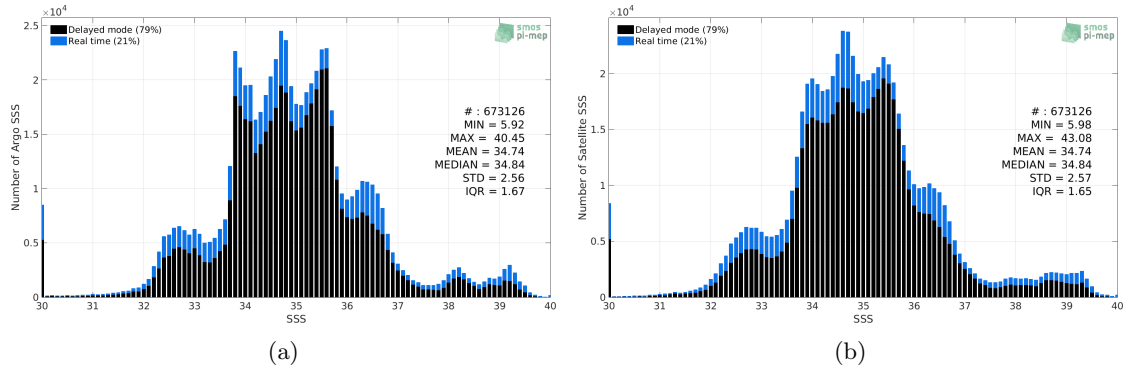 ×10⁴
Delayed mode (79%)
Real time (21%)
smos
pi-mep
2.5
2
1.5
1
0.5
0
Number of Argo SSS
# : 673126
MIN = 5.92
MAX = 40.45
MEAN = 34.74
MEDIAN = 34.84
STD = 2.56
IQR = 1.67
30 31 32 33 34 35 36 37 38 39 40
SSS
(a)
×10⁴
Delayed mode (79%)
Real time (21%)
smos
pi-mep
2.5
2
1.5
1
0.5
0
Number of Satellite SSS
# : 673126
MIN = 5.98
MAX = 43.08
MEAN = 34.74
MEDIAN = 34.84
STD = 2.57
IQR = 1.65
30 31 32 33 34 35 36 37 38 39 40
SSS
(b)